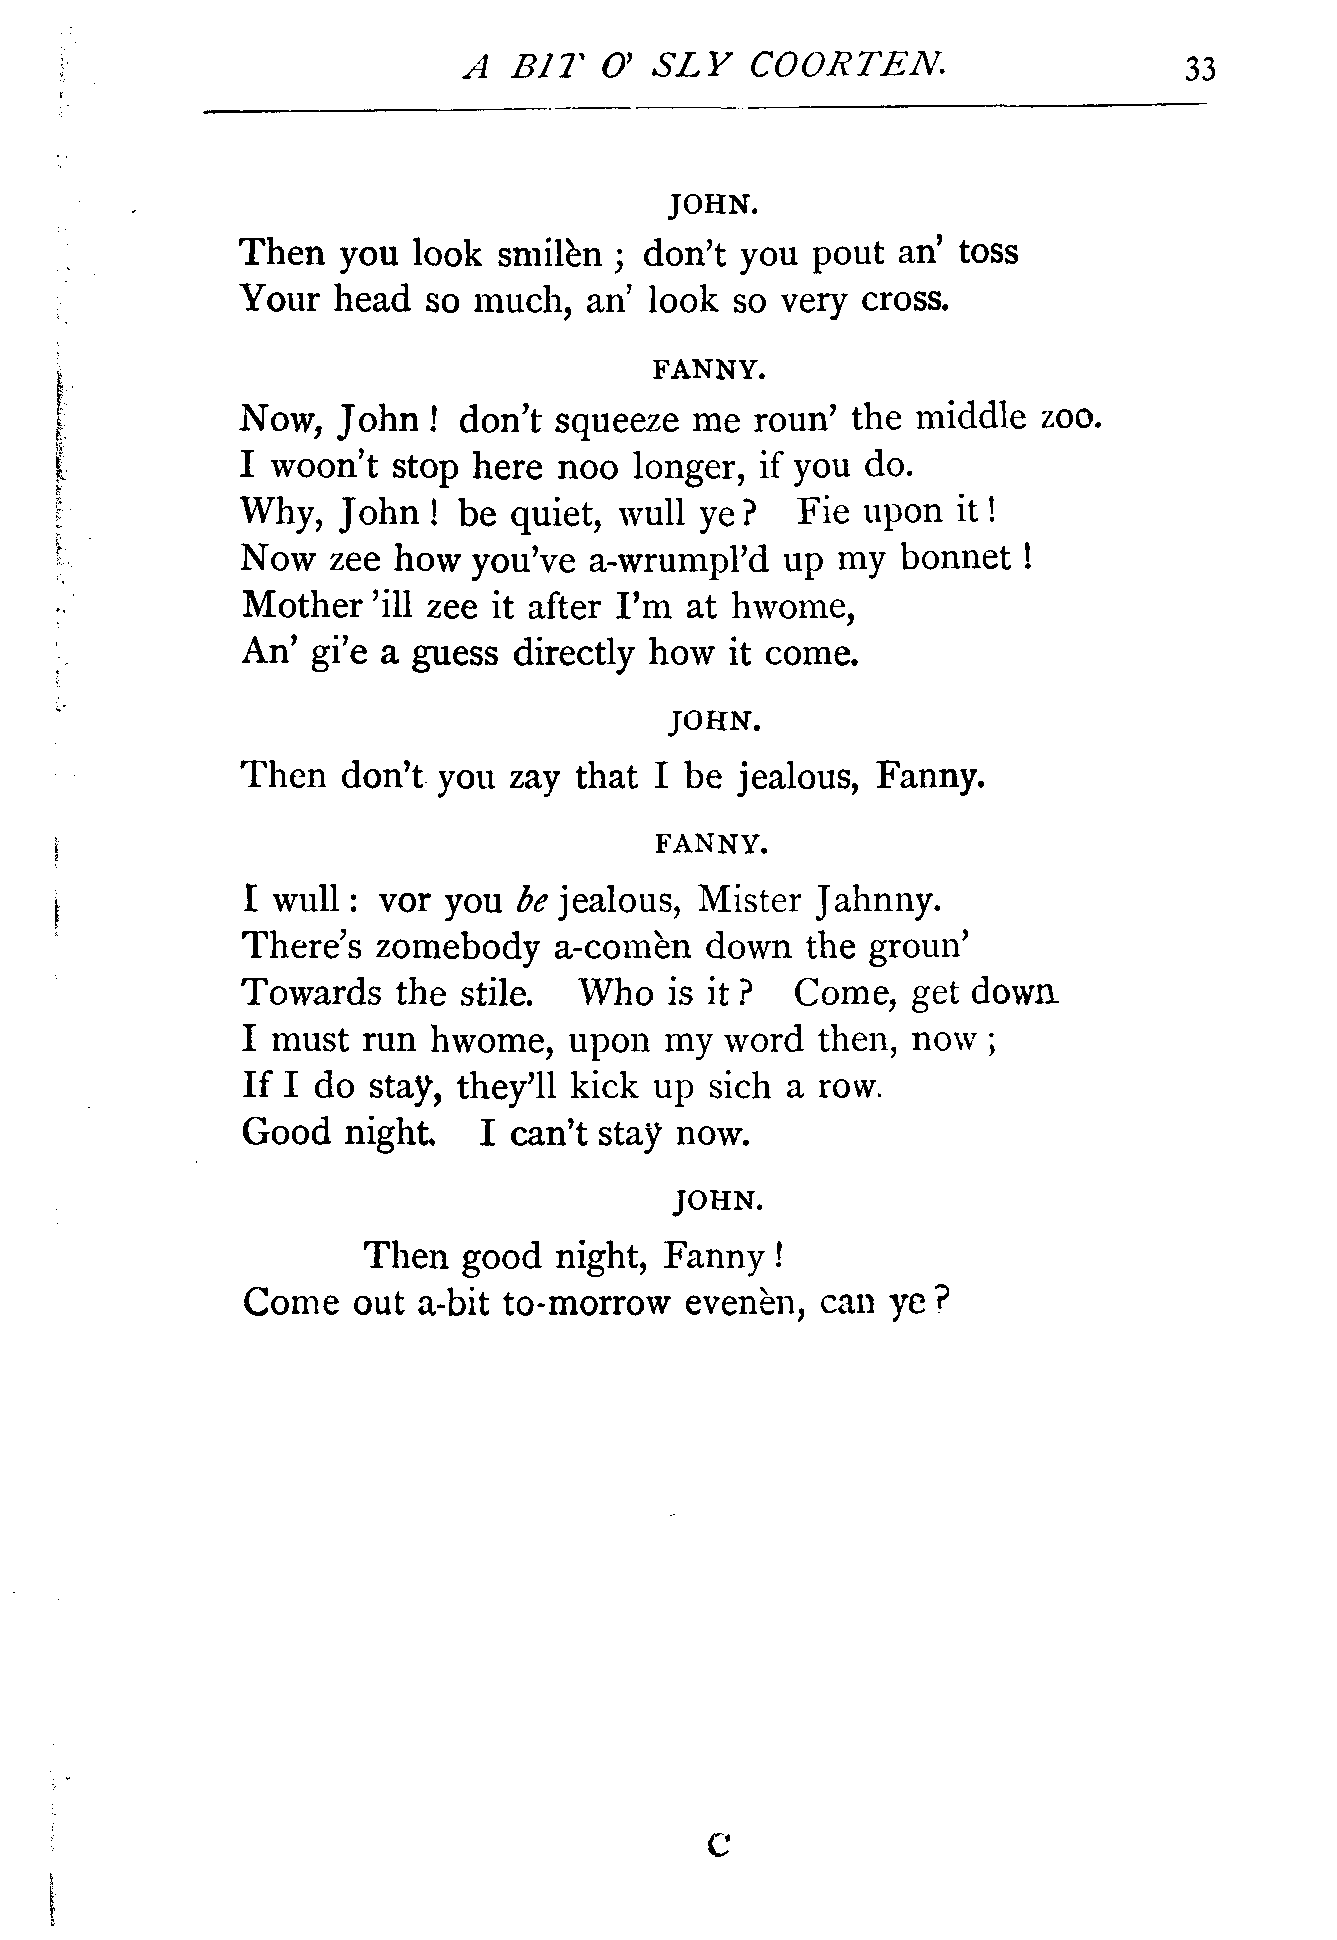 A BIT O' SLY COORTEN. 33
JOHN.
Then you look smilèn ; don't you pout an' toss
Your head so much, an' look so very cross.
FANNY.
Now, John ! don't squeeze me roun' the middle zoo.
I woon't stop here noo longer, if you do.
Why, John ! be quiet, wull ye ? Fie upon it !
Now zee how you've a-wrumpl'd up my bonnet !
Mother 'ill zee it after I'm at hwome,
An' gi'e a guess directly how it come.
JOHN.
Then don't you zay that I be jealous, Fanny.
FANNY.
I wull : vor you be jealous, Mister Jahnny.
There's zomebody a-comèn down the groun'
Towards the stile. Who is it ? Come, get down
I must run hwome, upon my word then, now ;
If I do staÿ, they'll kick up sich a row.
Good night. I can't staÿ now.
JOHN.
Then good night, Fanny !
Come out a-bit to-morrow evenèn, can ye ?
C